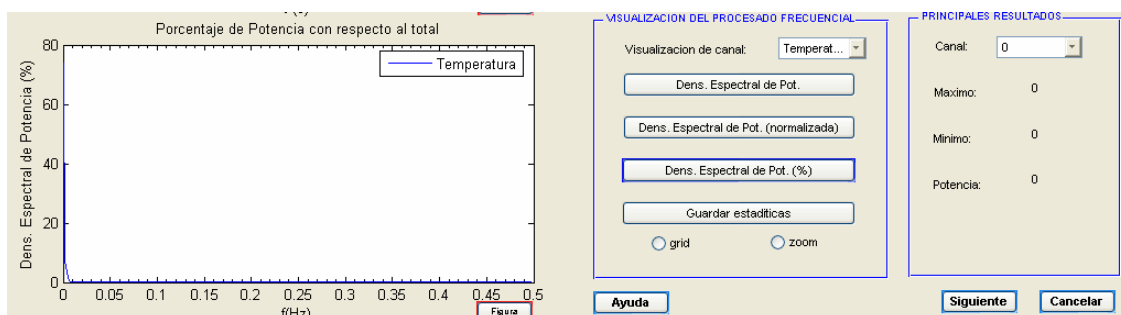 Porcentaje de Potencia con respecto al total
80
60
40
20
0
Dens. Espectral de Potencia (%)
Temperatura
0 0.05 0.1 0.15 0.2 0.25 0.3 0.35 0.4 0.45 0.5
f(Hz)
Figura
VISUALIZACION DEL PROCESADO FRECUENCIAL
Visualizacion de canal: Temperat...
Dens. Espectral de Pot.
Dens. Espectral de Pot. (normalizada)
Dens. Espectral de Pot. (%)
Guardar estadíticas
grid zoom
Ayuda
PRINCIPALES RESULTADOS
Canal: 0
Maximo: 0
Minimo: 0
Potencia: 0
Siguiente Cancelar